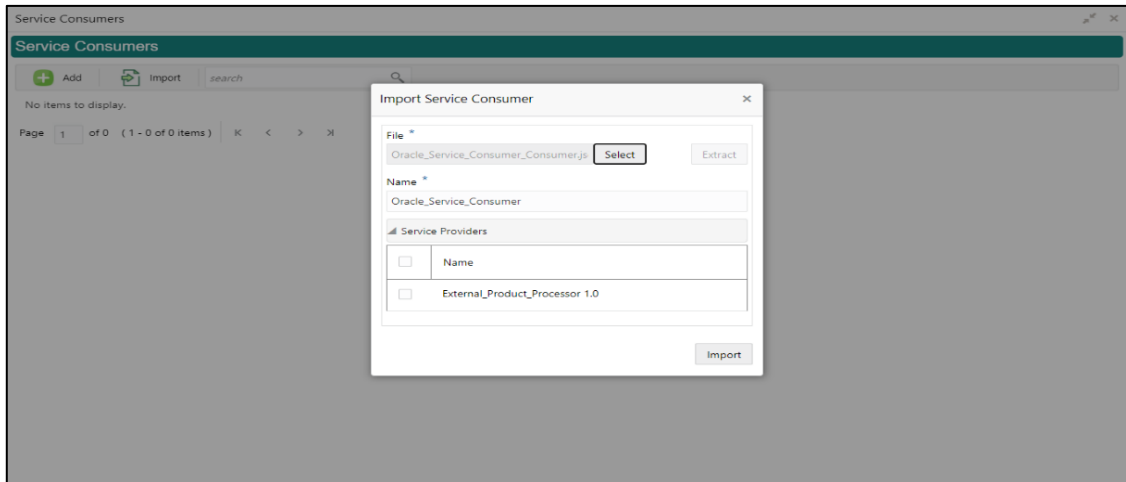 Service Consumers
Service Consumers
Add Import search
No items to display.
Page 1 of 0 (1 - 0 of 0 items) K < > >|
Import Service Consumer
File *
Oracle_Service_Consumer_Consumer.js Select Extract
Name *
Oracle_Service_Consumer
Service Providers
Name
External_Product_Processor 1.0
Import